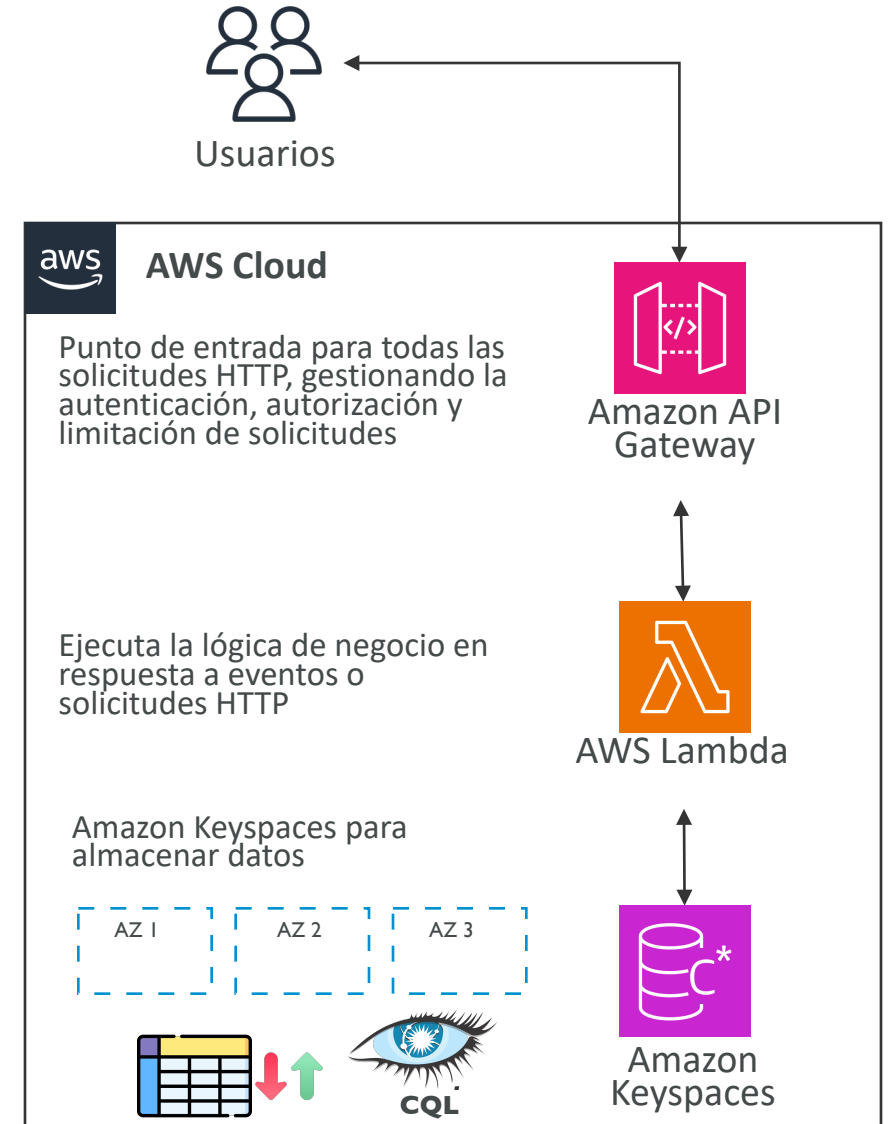 Usuarios
aws
AWS Cloud
Punto de entrada para todas las
solicitudes HTTP, gestionando la
autenticación, autorización y
limitación de solicitudes
</>
Amazon API
Gateway
Ejecuta la lógica de negocio en
respuesta a eventos o
solicitudes HTTP
AWS Lambda
Amazon Keyspaces para
almacenar datos
AZ 1
AZ 2
AZ 3
C*
CQL
Amazon
Keyspaces